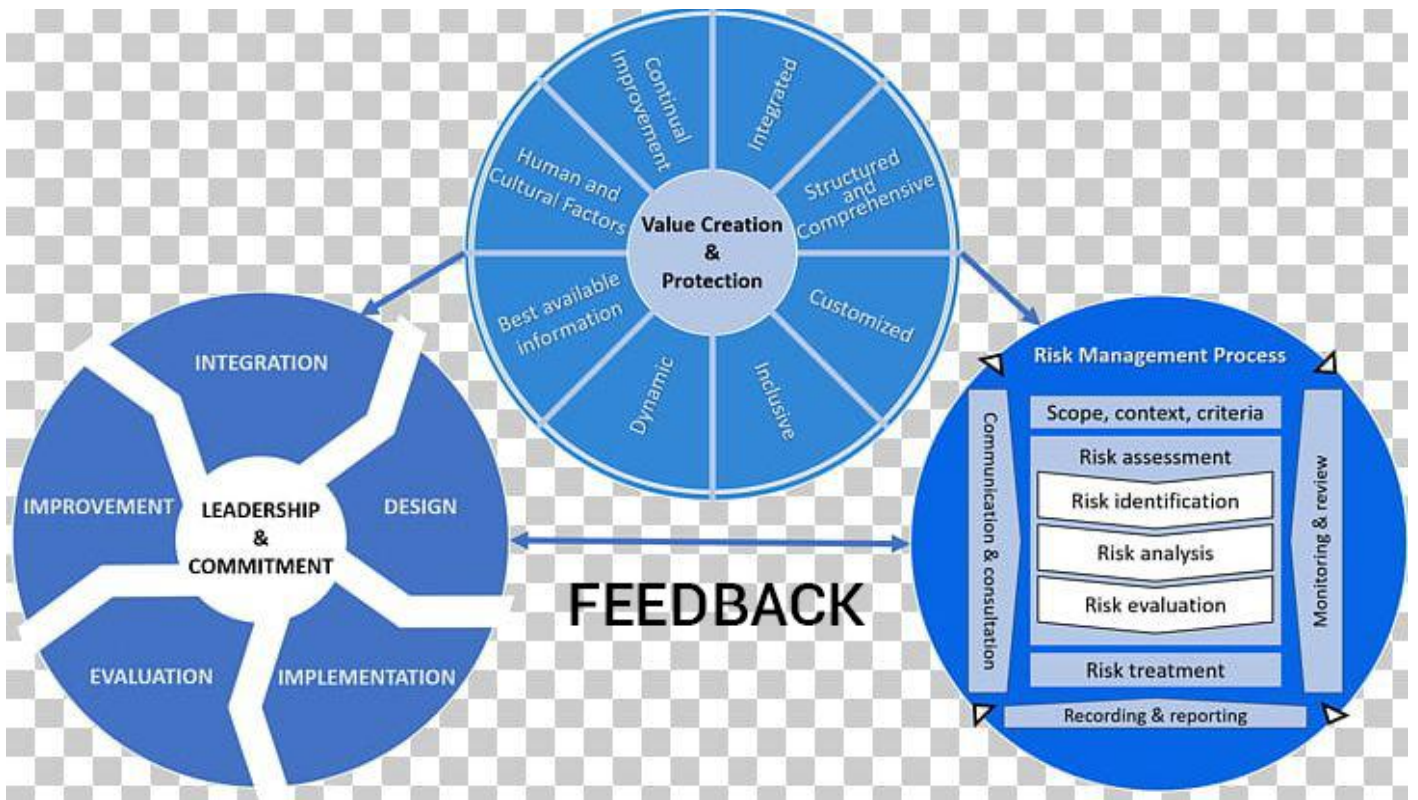 Continual
Improvement
Integrated
Structured
and
Comprehensive
Customized
Inclusive
Dynamic
Best available
information
Human and
Cultural Factors
Value Creation
&
Protection
INTEGRATION
DESIGN
IMPLEMENTATION
EVALUATION
IMPROVEMENT
LEADERSHIP
&
COMMITMENT
FEEDBACK
Risk Management Process
Communication & consultation
Scope, context, criteria
Risk assessment
Risk identification
Risk analysis
Risk evaluation
Risk treatment
Monitoring & review
Recording & reporting